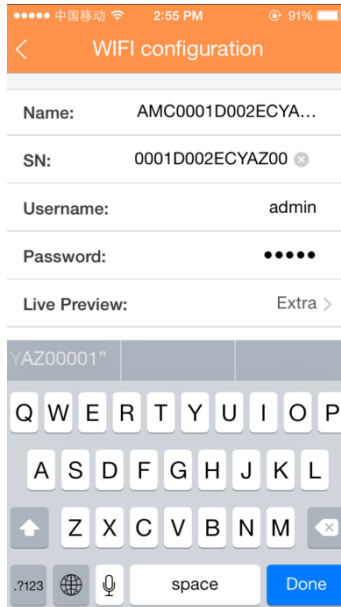 中国移动 2:55 PM 91%
WIFI configuration
Name: AMC0001D002ECYA...
SN: 0001D002ECYAZ00
Username: admin
Password: •••••
Live Preview: Extra
YAZ00001"
Q W E R T Y U I O P
A S D F G H J K L
Z X C V B N M
.?123 space Done